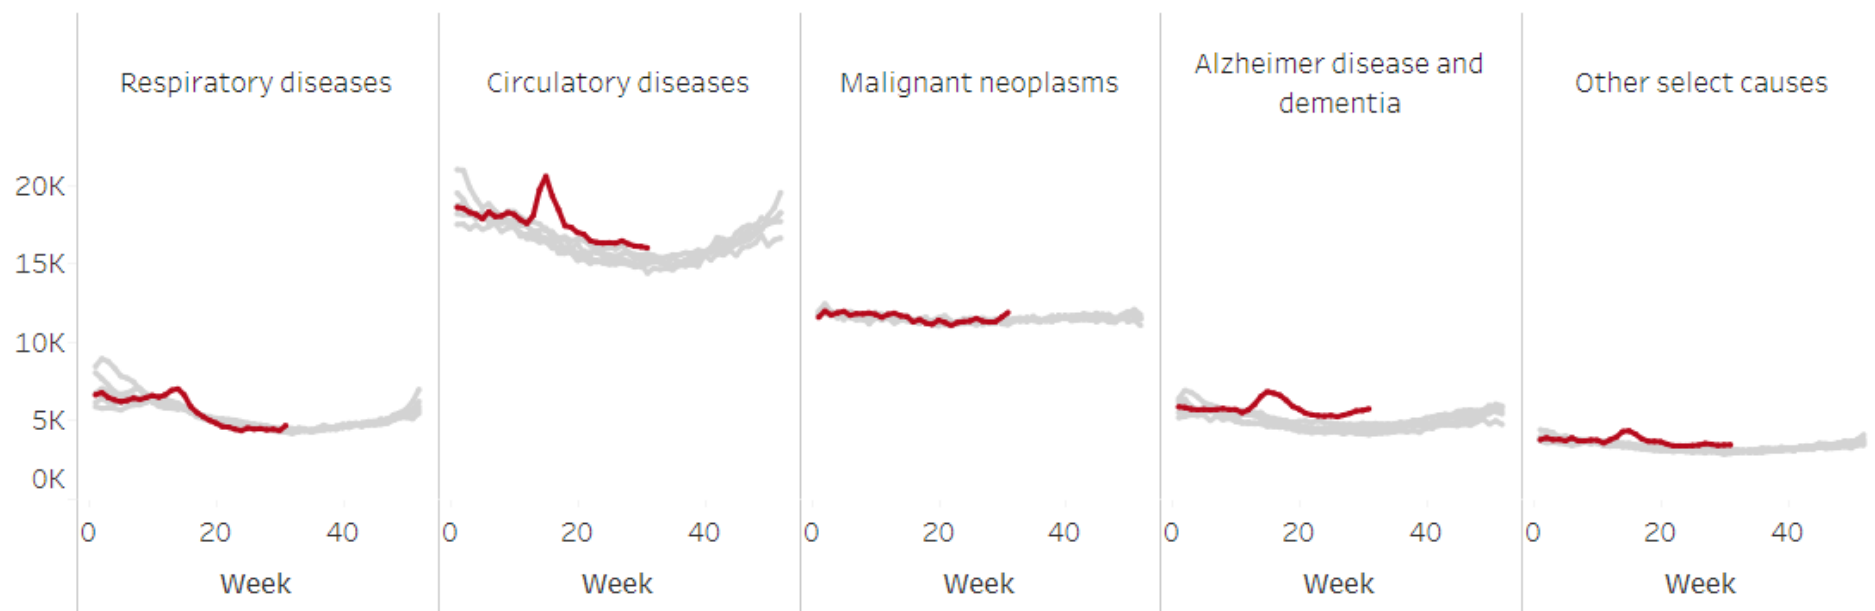 Respiratory diseases
Circulatory diseases
Malignant neoplasms
Alzheimer disease and
dementia
Other select causes
20K
15K
10K
5K
0K
0 20 40
0 20 40
0 20 40
0 20 40
0 20 40
Week
Week
Week
Week
Week